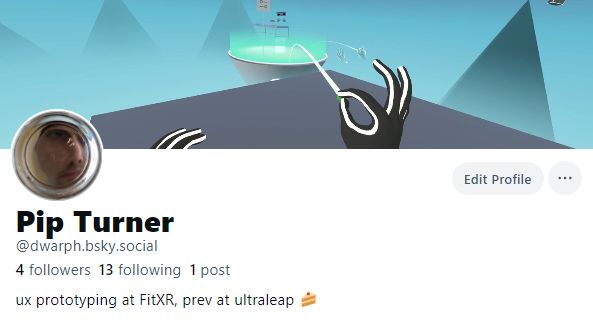 Edit Profile
Pip Turner
@dwarph.bsky.social
4 followers 13 following 1 post
ux prototyping at FitXR, prev at ultraleap 🍰